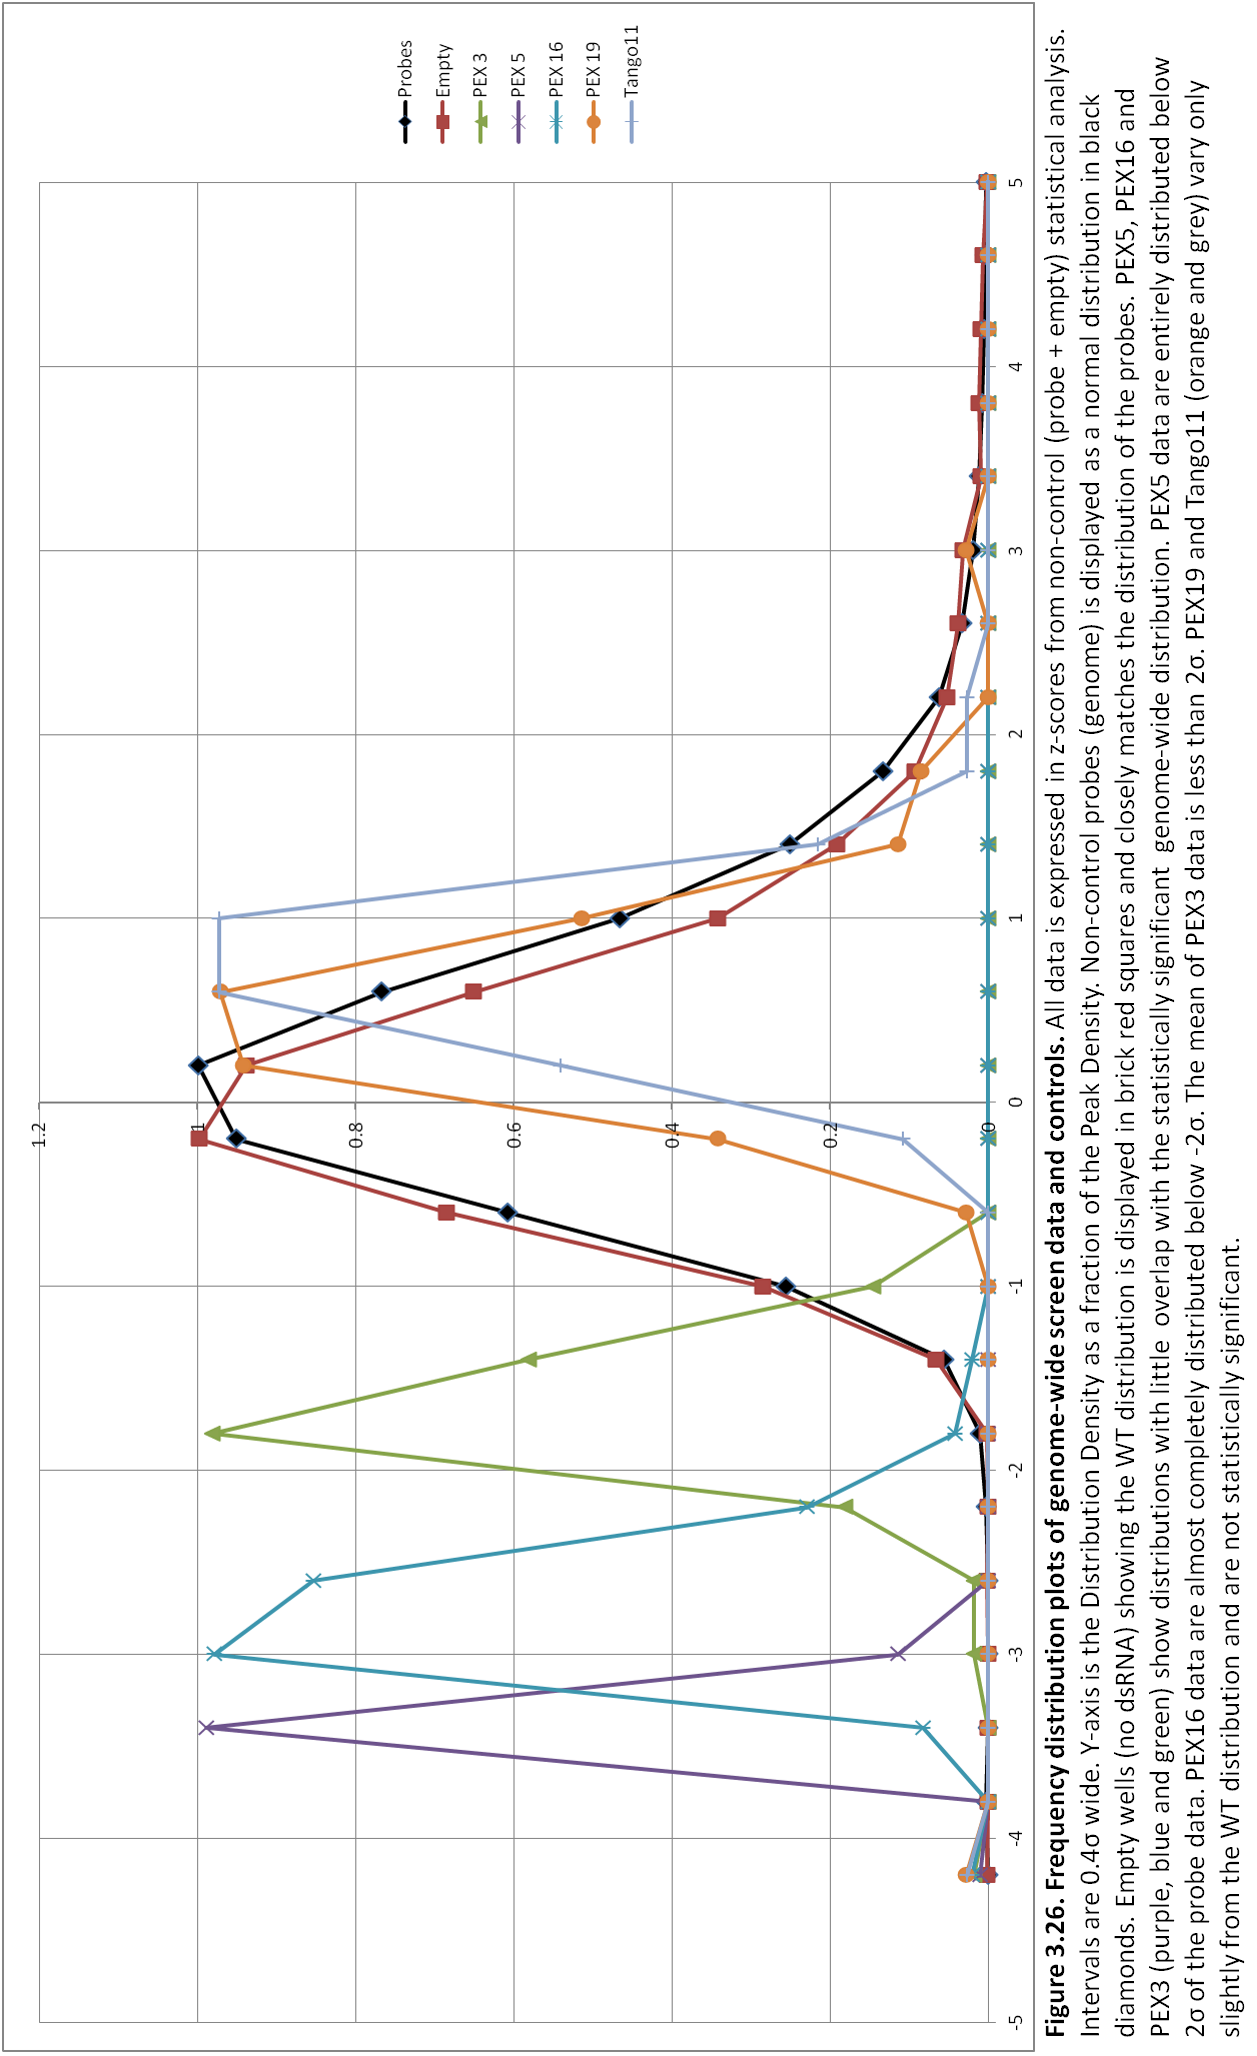 1.2
1
0.8
0.6
0.4
0.2
0
-5
-4
-3
-2
-1
0
1
2
3
4
5
Probes
Empty
PEX 3
PEX 5
PEX 16
PEX 19
Tango11
Figure 3.26. Frequency distribution plots of genome-wide screen data and controls. All data is expressed in z-scores from non-control (probe + empty) statistical analysis.
Intervals are 0.4σ wide. Y-axis is the Distribution Density as a fraction of the Peak Density. Non-control probes (genome) is displayed as a normal distribution in black
diamonds. Empty wells (no dsRNA) showing the WT distribution is displayed in brick red squares and closely matches the distribution of the probes. PEX5, PEX16 and
PEX3 (purple, blue and green) show distributions with little overlap with the statistically significant genome-wide distribution. PEX5 data are entirely distributed below
2σ of the probe data. PEX16 data are almost completely distributed below -2σ. The mean of PEX3 data is less than 2σ. PEX19 and Tango11 (orange and grey) vary only
slightly from the WT distribution and are not statistically significant.